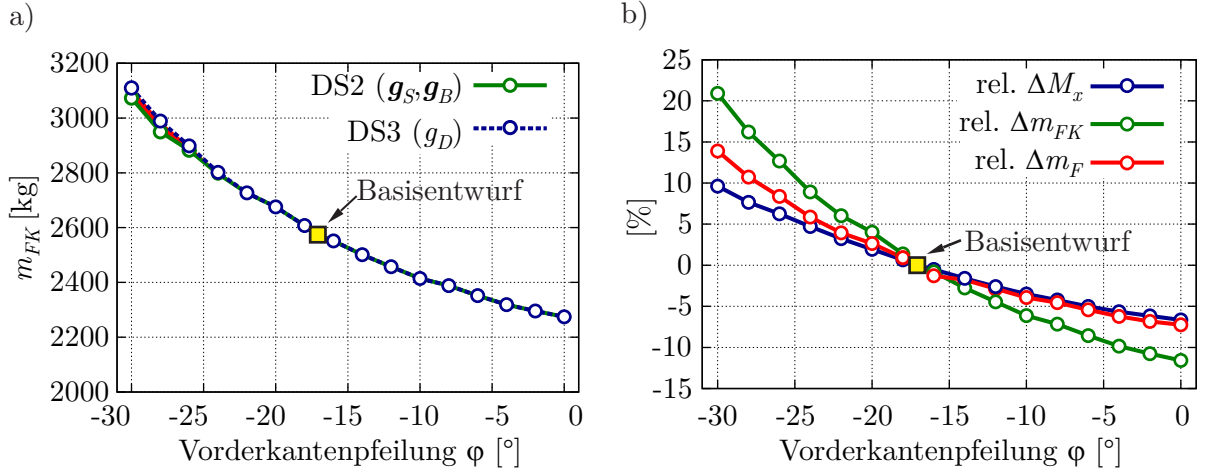 a)
3200
3000
2800
2600
2400
2200
2000
m_FK [kg]
DS2 (g_S,g_B)
DS3 (g_D)
Basisentwurf
-30 -25 -20 -15 -10 -5 0
Vorderkantenpfeilung φ [°]
b)
25
20
15
10
5
0
-5
-10
-15
[%]
rel. ΔM_x
rel. Δm_FK
rel. Δm_F
Basisentwurf
-30 -25 -20 -15 -10 -5 0
Vorderkantenpfeilung φ [°]